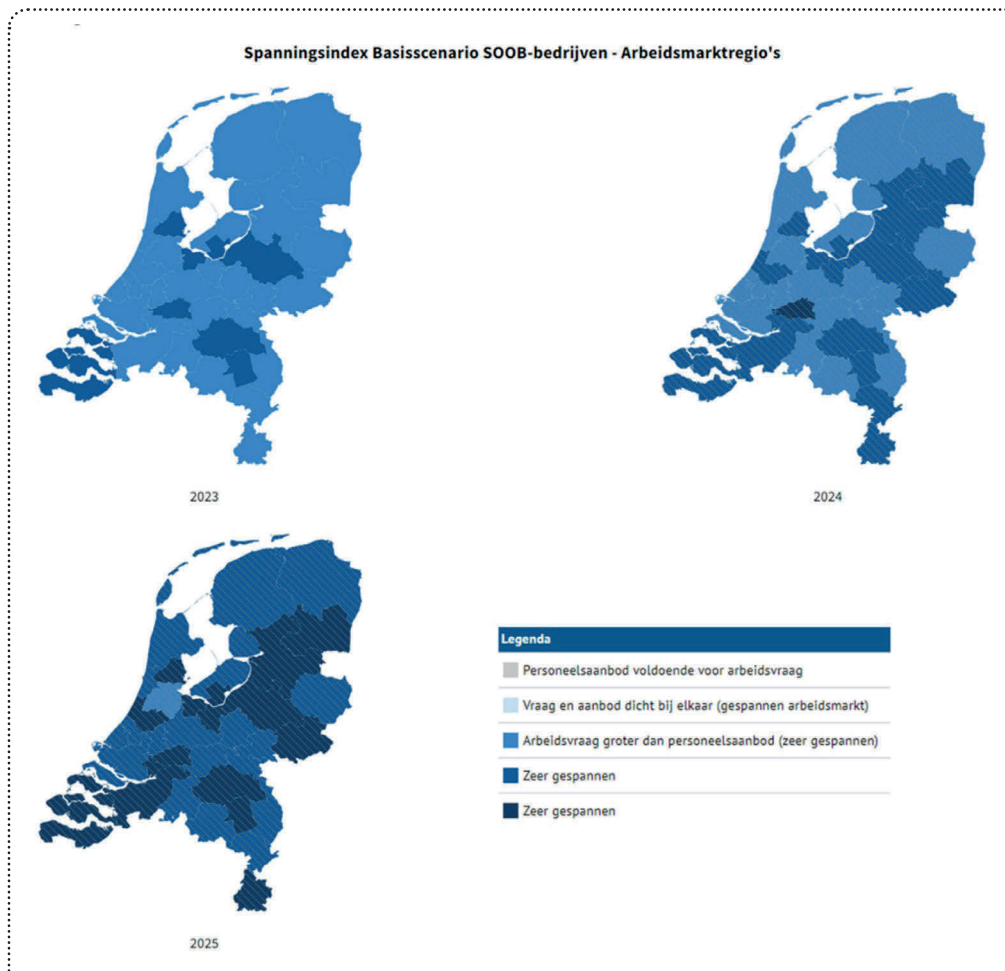 Spanningsindex Basisscenario SOOB-bedrijven - Arbeidsmarktregio's
2023
2024
2025
Legenda
Personeelsaanbod voldoende voor arbeidsvraag
Vraag en aanbod dicht bij elkaar (gespannen arbeidsmarkt)
Arbeidsvraag groter dan personeelsaanbod (zeer gespannen)
Zeer gespannen
Zeer gespannen